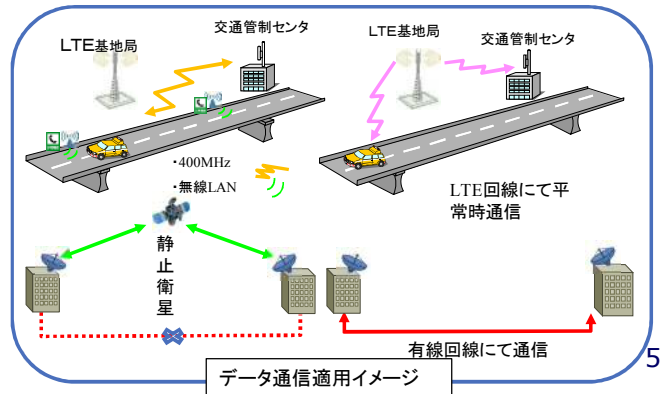 LTE基地局
交通管制センタ
LTE基地局
交通管制センタ
・400MHz
・無線LAN
LTE回線にて平
常時通信
静
止
衛
星
有線回線にて通信
データ通信適用イメージ
5